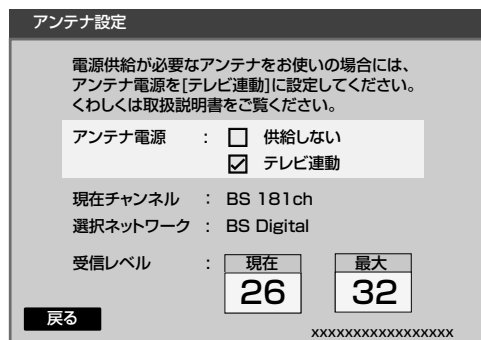 アンテナ設定
電源供給が必要なアンテナをお使いの場合には、
アンテナ電源を[テレビ連動]に設定してください。
くわしくは取扱説明書をご覧ください。
アンテナ電源 : 供給しない
テレビ連動
現在チャンネル : BS 181ch
選択ネットワーク : BS Digital
受信レベル : 現在 最大
26 32
戻る
xxxxxxxxxxxxxxxxx